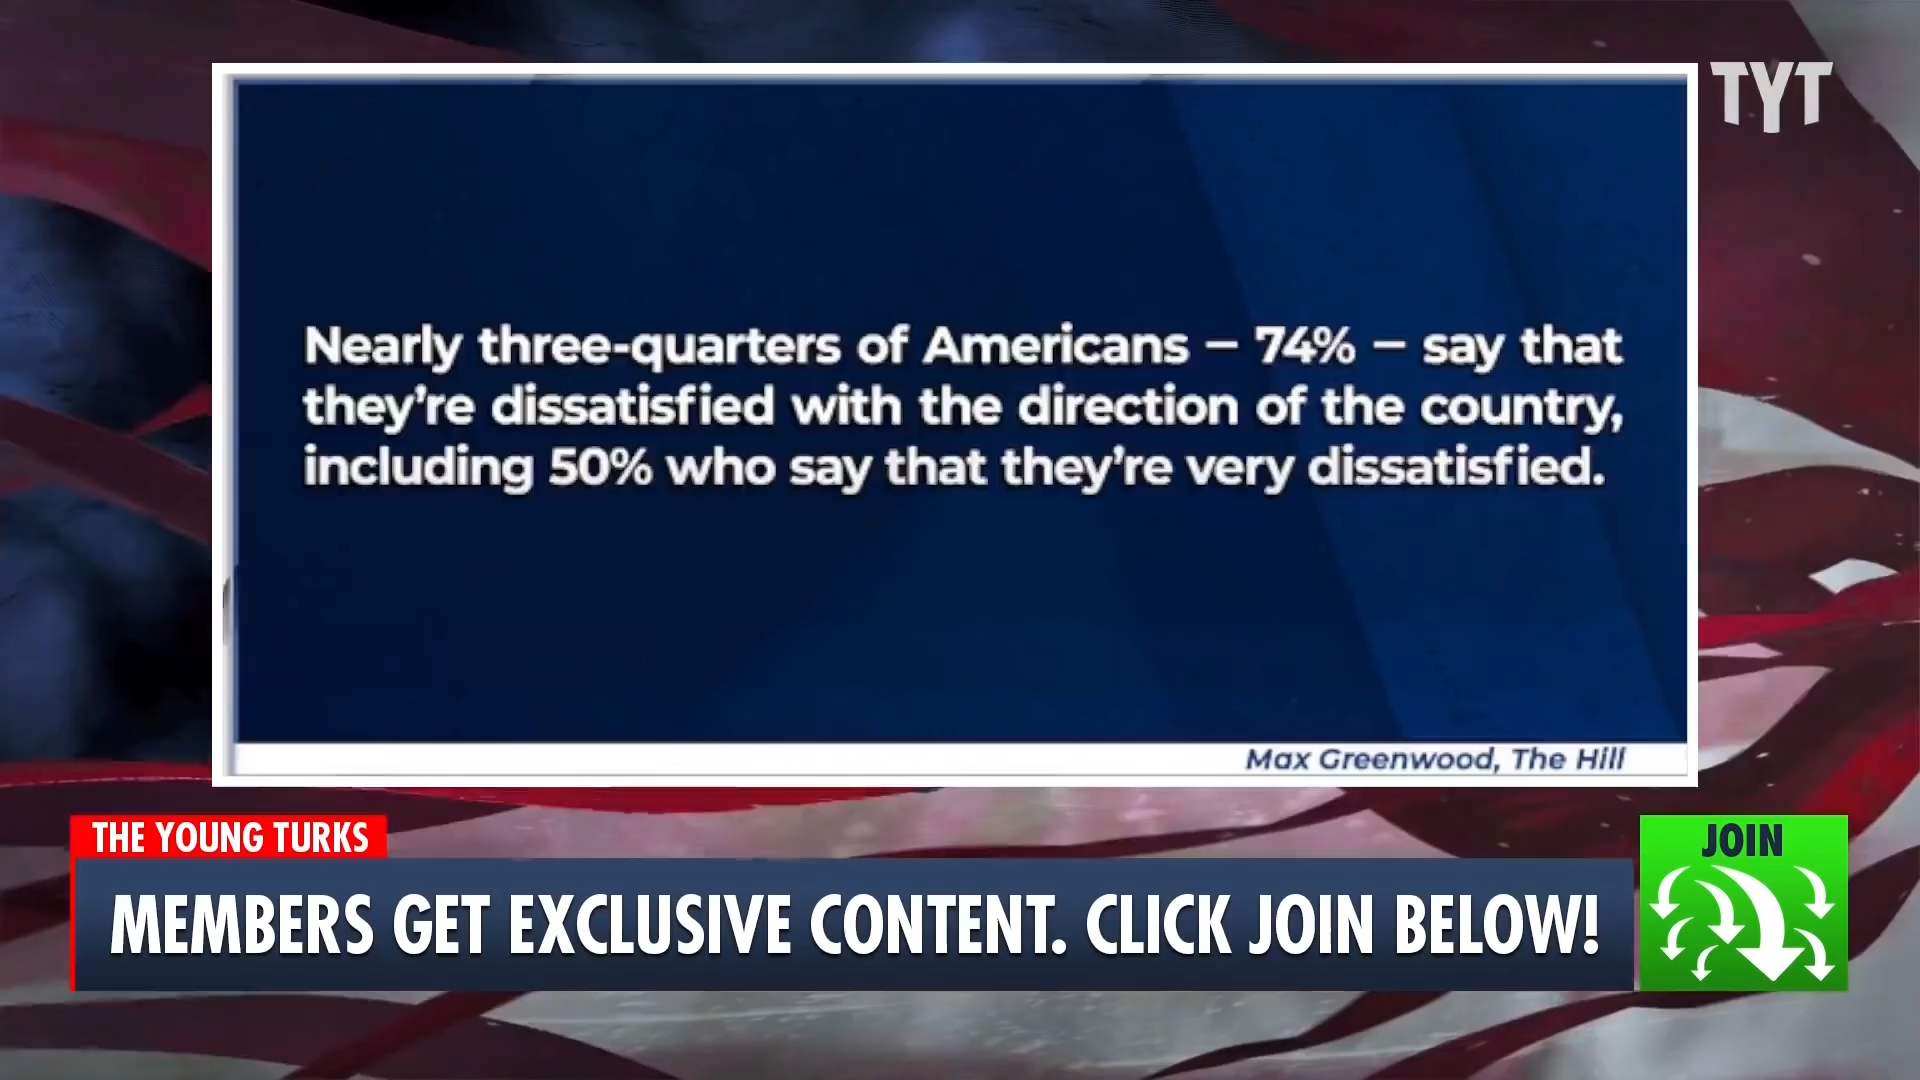 TYT
Nearly three-quarters of Americans – 74% – say that
they’re dissatisfied with the direction of the country,
including 50% who say that they’re very dissatisfied.
Max Greenwood, The Hill
THE YOUNG TURKS
MEMBERS GET EXCLUSIVE CONTENT. CLICK JOIN BELOW!
JOIN